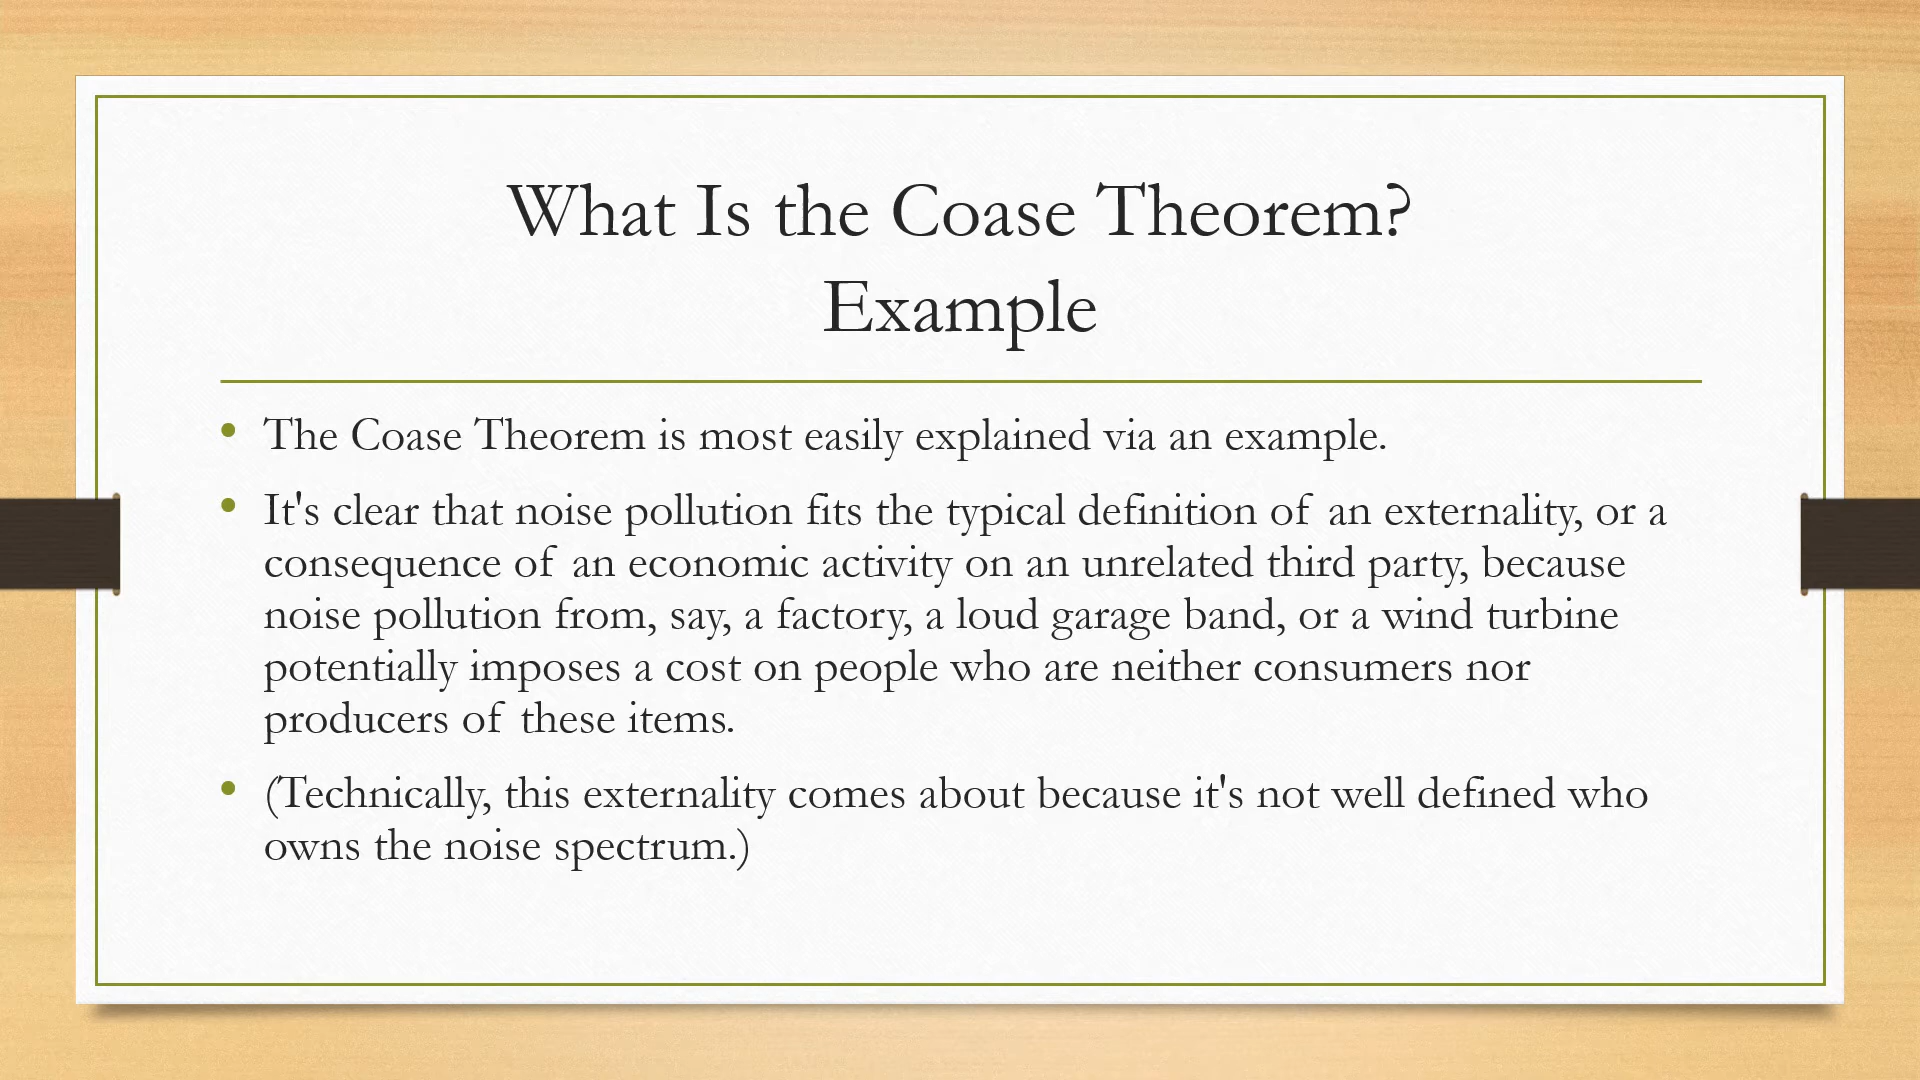 What Is the Coase Theorem?
Example
• The Coase Theorem is most easily explained via an example.
• It's clear that noise pollution fits the typical definition of an externality, or a
consequence of an economic activity on an unrelated third party, because
noise pollution from, say, a factory, a loud garage band, or a wind turbine
potentially imposes a cost on people who are neither consumers nor
producers of these items.
• (Technically, this externality comes about because it's not well defined who
owns the noise spectrum.)